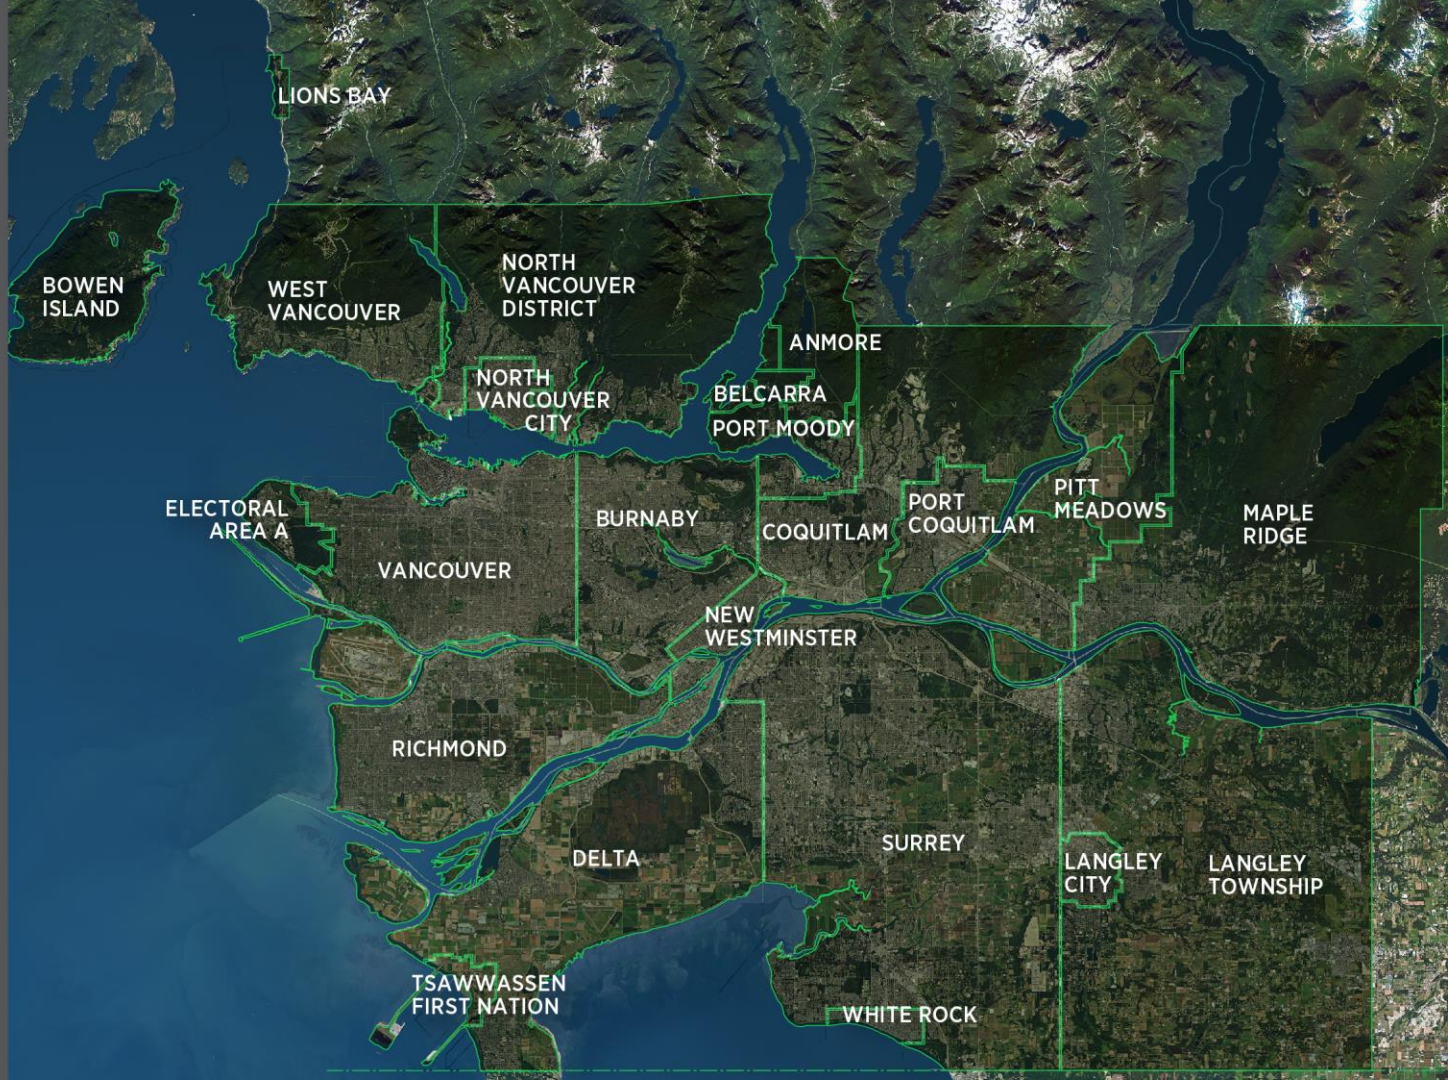 LIONS BAY
BOWEN
ISLAND
WEST
VANCOUVER
NORTH
VANCOUVER
DISTRICT
ANMORE
NORTH
VANCOUVER
CITY
BELCARRA
PORT MOODY
ELECTORAL
AREA A
VANCOUVER
BURNABY
COQUITLAM
PORT
COQUITLAM
PITT
MEADOWS
MAPLE
RIDGE
NEW
WESTMINSTER
RICHMOND
DELTA
SURREY
LANGLEY
CITY
LANGLEY
TOWNSHIP
TSAWWASSEN
FIRST NATION
WHITE ROCK